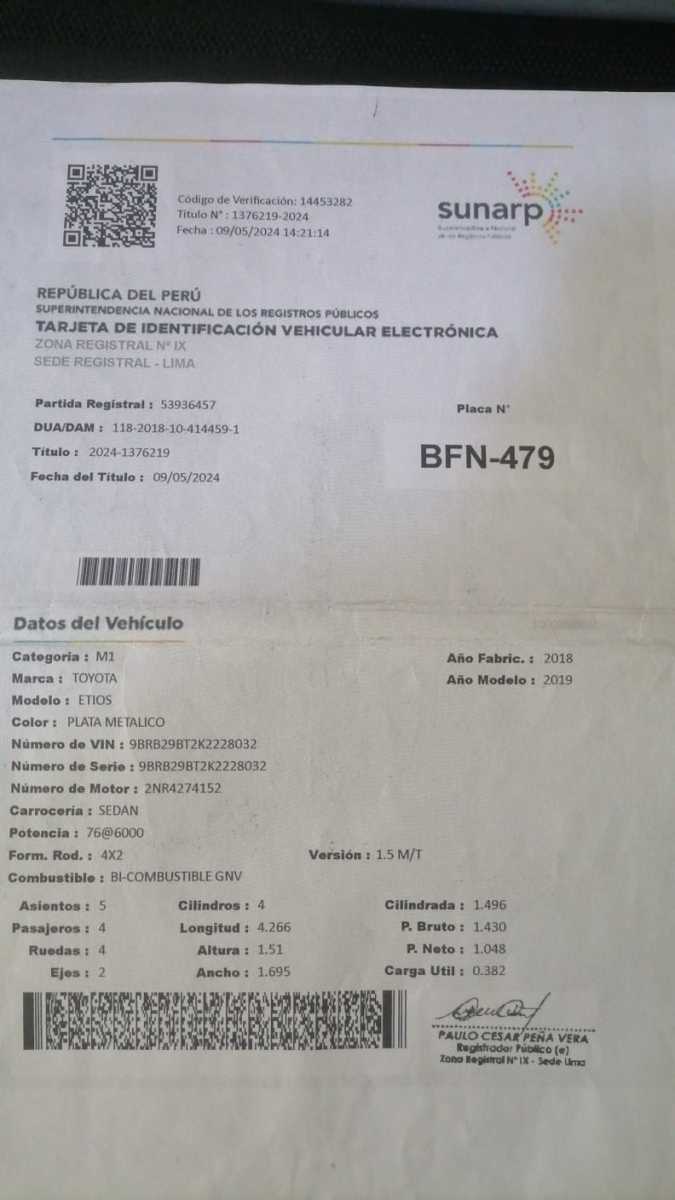 Código de Verificación: 14453282
Título N° : 1376219-2024
Fecha : 09/05/2024 14:21:14
sunarp
Superintendencia Nacional
de los Registros Públicos
REPÚBLICA DEL PERÚ
SUPERINTENDENCIA NACIONAL DE LOS REGISTROS PÚBLICOS
TARJETA DE IDENTIFICACIÓN VEHICULAR ELECTRÓNICA
ZONA REGISTRAL N° IX
SEDE REGISTRAL - LIMA
Partida Registral : 53936457
DUA/DAM : 118-2018-10-414459-1
Título : 2024-1376219
Fecha del Título : 09/05/2024
Placa N°
BFN-479
Datos del Vehículo
Categoría : M1
Marca : TOYOTA
Modelo : ETIOS
Color : PLATA METALICO
Número de VIN : 9BRB29BT2K2228032
Número de Serie : 9BRB29BT2K2228032
Número de Motor : 2NR4274152
Carrocería : SEDAN
Potencia : 76@6000
Form. Rod. : 4X2 Versión : 1.5 M/T
Combustible : BI-COMBUSTIBLE GNV
Año Fabric. : 2018
Año Modelo : 2019
Asientos : 5 Cilindros : 4 Cilindrada : 1.496
Pasajeros : 4 Longitud : 4.266 P. Bruto : 1.430
Ruedas : 4 Altura : 1.51 P. Neto : 1.048
Ejes : 2 Ancho : 1.695 Carga Util : 0.382
PAULO CESAR PEÑA VERA
Registrador Público (e)
Zona Registral N° IX - Sede Lima